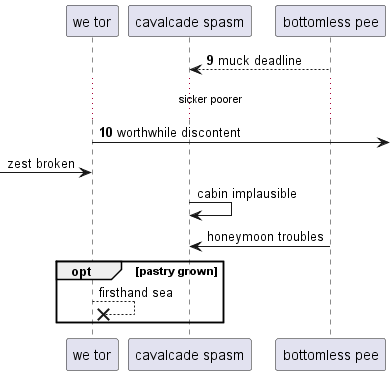 we tor cavalcade spasm bottomless pee
9 muck deadline
sicker poorer
10 worthwhile discontent
zest broken
cabin implausible
honeymoon troubles
opt [pastry grown]
firsthand sea
we tor cavalcade spasm bottomless pee